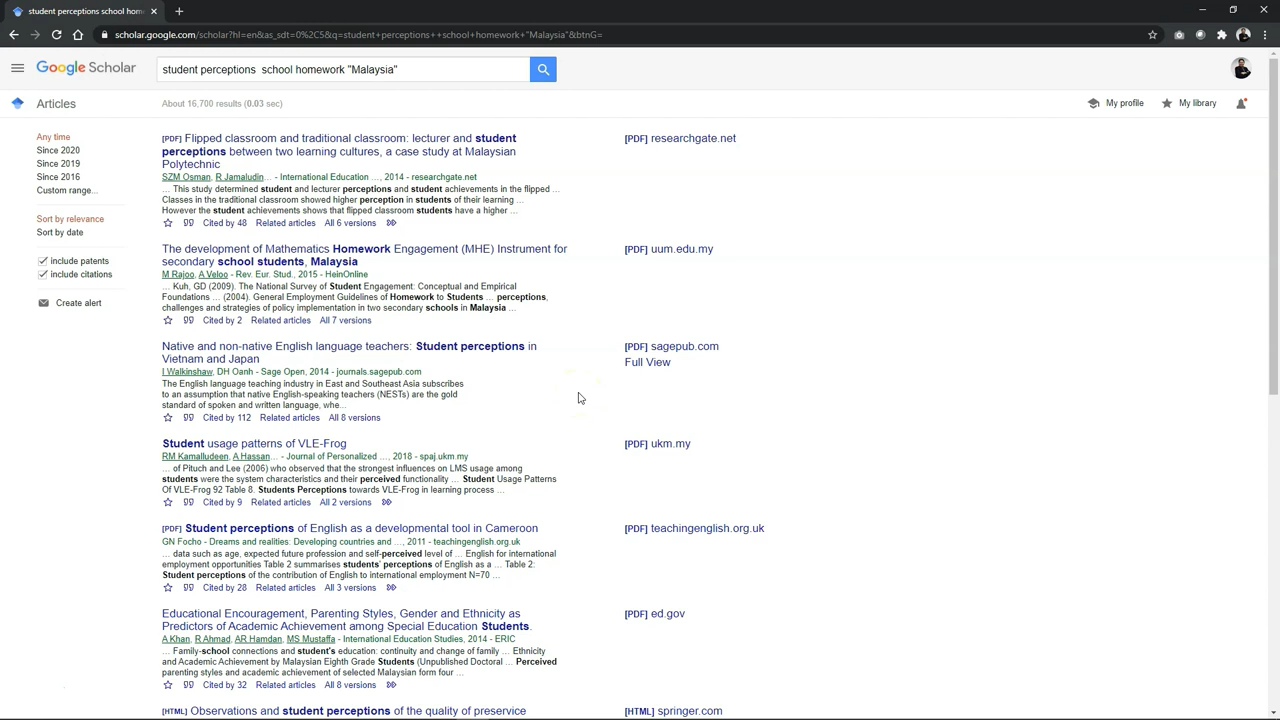 student perceptions school hom
scholar.google.com/scholar?hl=en&as_sdt=0%2C5&q=student+perceptions++school+homework+"Malaysia"&btnG=
Google Scholar
student perceptions  school homework "Malaysia"
Articles
About 16,700 results (0.03 sec)
My profile
My library
Any time
Since 2020
Since 2019
Since 2016
Custom range...
Sort by relevance
Sort by date
include patents
include citations
Create alert
[PDF] Flipped classroom and traditional classroom: lecturer and student
perceptions between two learning cultures, a case study at Malaysian
Polytechnic
SZM Osman, R Jamaludin… - International Education …, 2014 - researchgate.net
… This study determined student and lecturer perceptions and student achievements in the flipped …
Classes in the traditional classroom showed higher perception in students of their learning …
However the student achievements shows that flipped classroom students have a higher …
Cited by 48 Related articles All 6 versions
[PDF] researchgate.net
The development of Mathematics Homework Engagement (MHE) Instrument for
secondary school students, Malaysia
M Rajoo, A Veloo - Rev. Eur. Stud., 2015 - HeinOnline
… Kuh, GD (2009). The National Survey of Student Engagement: Conceptual and Empirical
Foundations … (2004). General Employment Guidelines of Homework to Students … perceptions,
challenges and strategies of policy implementation in two secondary schools in Malaysia …
Cited by 2 Related articles All 7 versions
[PDF] uum.edu.my
Native and non-native English language teachers: Student perceptions in
Vietnam and Japan
I Walkinshaw, DH Oanh - Sage Open, 2014 - journals.sagepub.com
The English language teaching industry in East and Southeast Asia subscribes
to an assumption that native English-speaking teachers (NESTs) are the gold
standard of spoken and written language, whe…
Cited by 112 Related articles All 8 versions
[PDF] sagepub.com
Full View
Student usage patterns of VLE-Frog
RM Kamalludeen, A Hassan… - Journal of Personalized …, 2018 - spaj.ukm.my
… of Pituch and Lee (2006) who observed that the strongest influences on LMS usage among
students were the system characteristics and their perceived functionality … Student Usage Patterns
Of VLE-Frog 92 Table 8. Students Perceptions towards VLE-Frog in learning process …
Cited by 9 Related articles All 2 versions
[PDF] ukm.my
[PDF] Student perceptions of English as a developmental tool in Cameroon
GN Focho - Dreams and realities: Developing countries and …, 2011 - teachingenglish.org.uk
… data such as age, expected future profession and self-perceived level of … English for international
employment opportunities Table 2 summarises students' perceptions of English as a … Table 2:
Student perceptions of the contribution of English to international employment N=70 …
Cited by 28 Related articles All 3 versions
[PDF] teachingenglish.org.uk
Educational Encouragement, Parenting Styles, Gender and Ethnicity as
Predictors of Academic Achievement among Special Education Students.
A Khan, R Ahmad, AR Hamdan, MS Mustaffa - International Education Studies, 2014 - ERIC
… Family-school connections and student's education: continuity and change of family … Ethnicity
and Academic Achievement by Malaysian Eighth Grade Students (Unpublished Doctoral … Perceived
parenting styles and academic achievement of selected Malaysian form four …
Cited by 32 Related articles All 8 versions
[PDF] ed.gov
[HTML] Observations and student perceptions of the quality of preservice
[HTML] springer.com